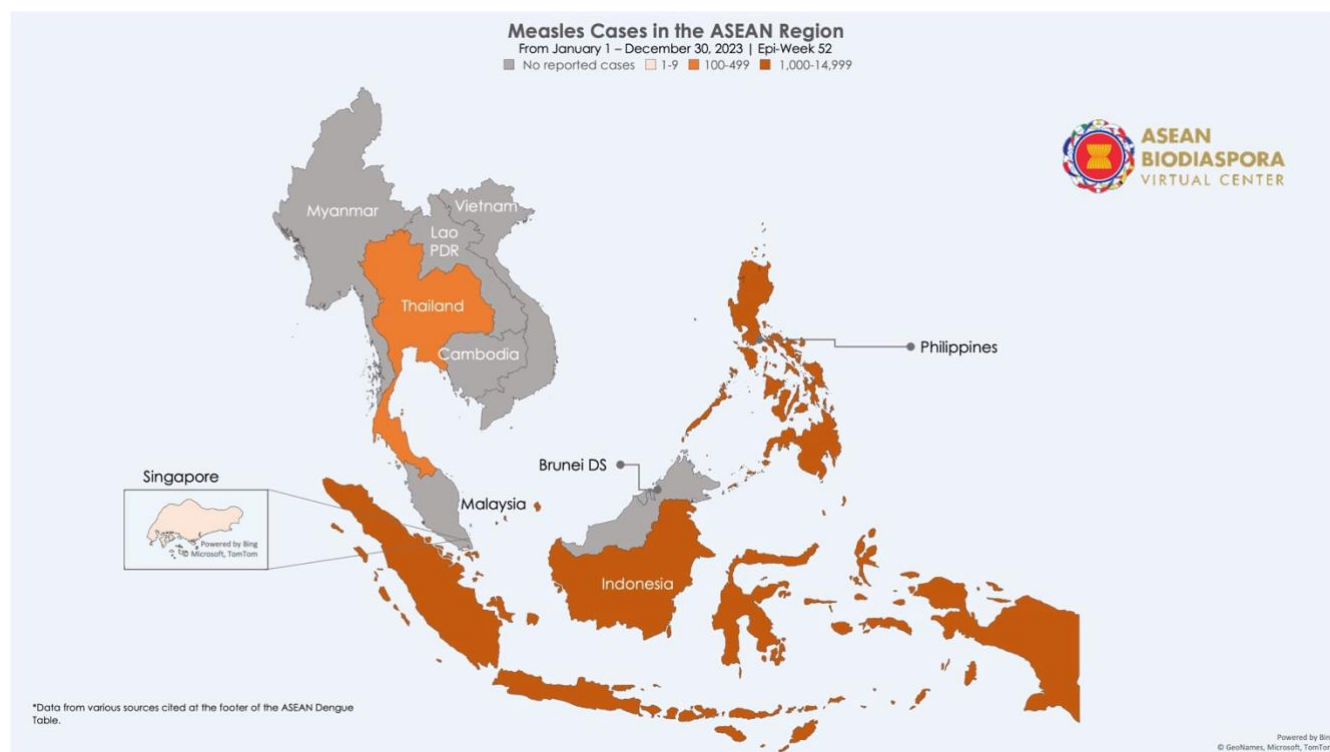 Measles Cases in the ASEAN Region
From January 1 – December 30, 2023 | Epi-Week 52
No reported cases 1-9 100-499 1,000-14,999
ASEAN
BIODIASPORA
VIRTUAL CENTER
Myanmar
Vietnam
Lao
PDR
Thailand
Cambodia
Philippines
Brunei DS
Singapore
Malaysia
Powered by Bing
© Microsoft, TomTom
Indonesia
*Data from various sources cited at the footer of the ASEAN Dengue
Table.
Powered by Bing
© GeoNames, Microsoft, TomTom